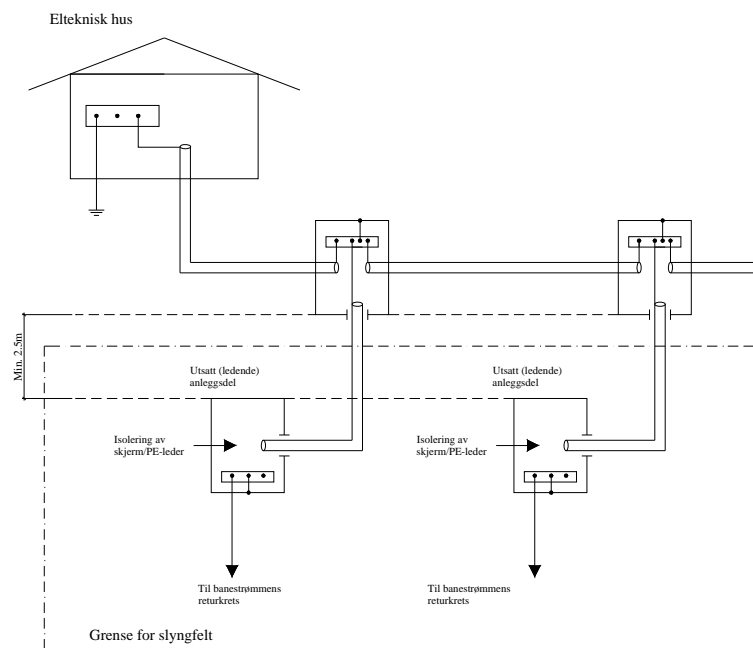 Elteknisk hus
Min. 2.5m
Utsatt (ledende)
anleggsdel
Utsatt (ledende)
anleggsdel
Isolering av
skjerm/PE-leder
Isolering av
skjerm/PE-leder
Til banestrømmens
returkrets
Til banestrømmens
returkrets
Grense for slyngfelt